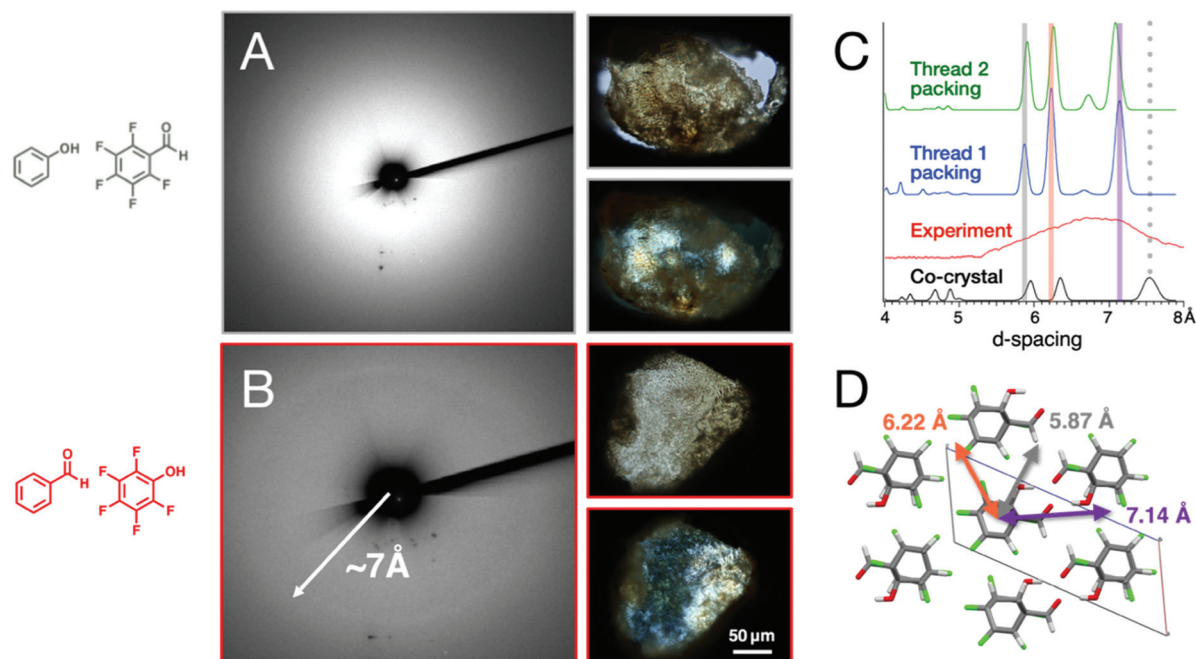 A
OH
F
F
F
F
F
O
H
B
O
H
F
F
F
F
F
OH
~7Å
50 µm
C
Thread 2
packing
Thread 1
packing
Experiment
Co-crystal
4
5
6
7
8Å
d-spacing
D
6.22 Å
5.87 Å
7.14 Å